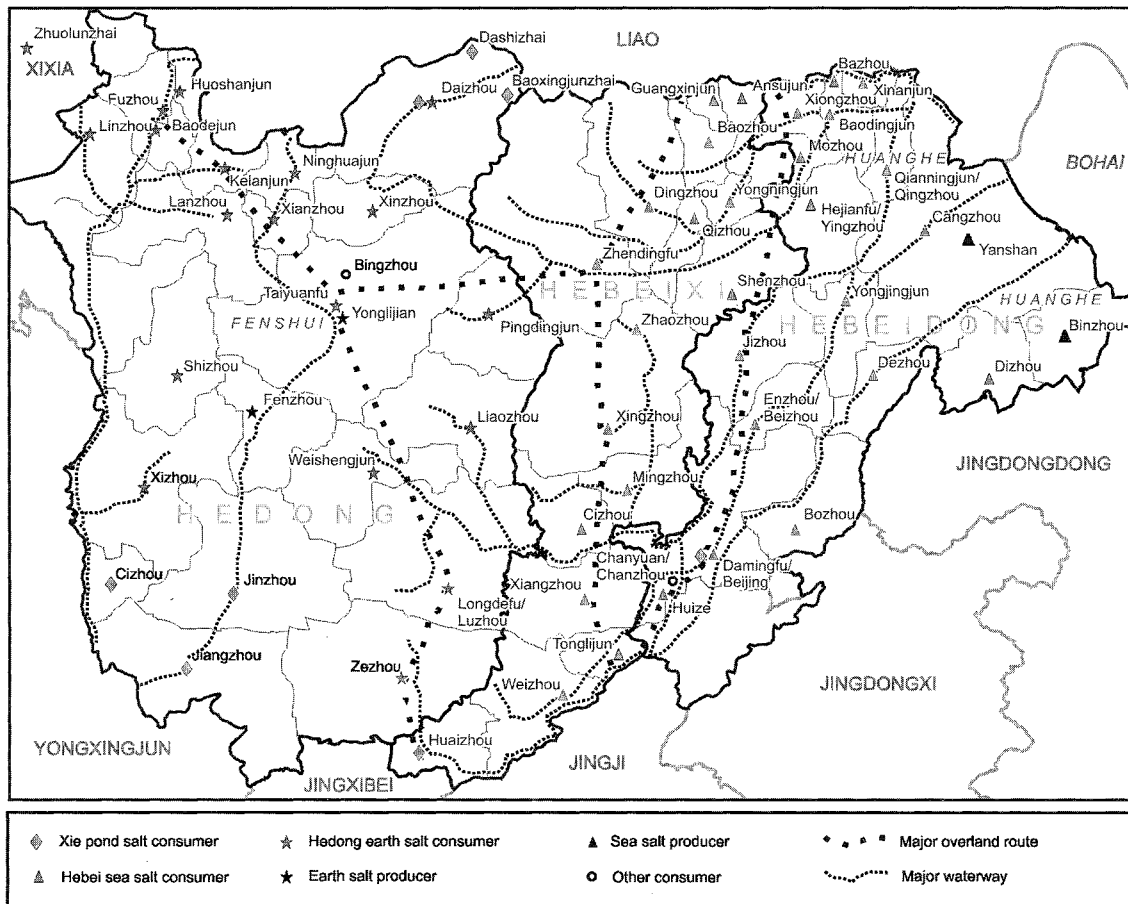 Zhuolunzhai
XIXIA
LIAO
Dashizhai
Huoshanjun
Fuzhou
Linzhou
Baodejun
Daizhou
Baoxingjunzhai
Guangxinjun
Ansujun
Bazhou
Xinanjun
Xiongzhou
Baozhou
Baodingjun
Mozhou
HUANGHE
BOHAI
Ninghuajun
Keianjun
Lanzhou
Xianzhou
Xinzhou
Dingzhou
Yongningjun
Qizhou
Hejianfu/
Yingzhou
Qianningjun/
Qingzhou
Cangzhou
Yanshan
Bingzhou
Zhendingfu
Taiyuanfu
Yonglijian
FENSHUI
HEBEIXI
Shenzhou
Yongjingjun
HUANGHE
HEBEIDONG
Binzhou
Pingdingjun
Zhaozhou
Jizhou
Dezhou
Dizhou
Shizhou
Fenzhou
Liaozhou
Xingzhou
Enzhou/
Beizhou
Weishengjun
Mingzhou
JINGDONGDONG
Xizhou
HEDONG
Cizhou
Bozhou
Cizhou
Jinzhou
Longdefu/
Luzhou
Xiangzhou
Chanyuan/
Chanzhou
Damingfu/
Beijing
Huize
Jiangzhou
Zezhou
Tonglijun
Weizhou
JINGDONGXI
YONGXINGJUN
Huaizhou
JINGXIBEI
JINGJI
Xie pond salt consumer
Hedong earth salt consumer
Sea salt producer
Major overland route
Hebei sea salt consumer
Earth salt producer
Other consumer
Major waterway